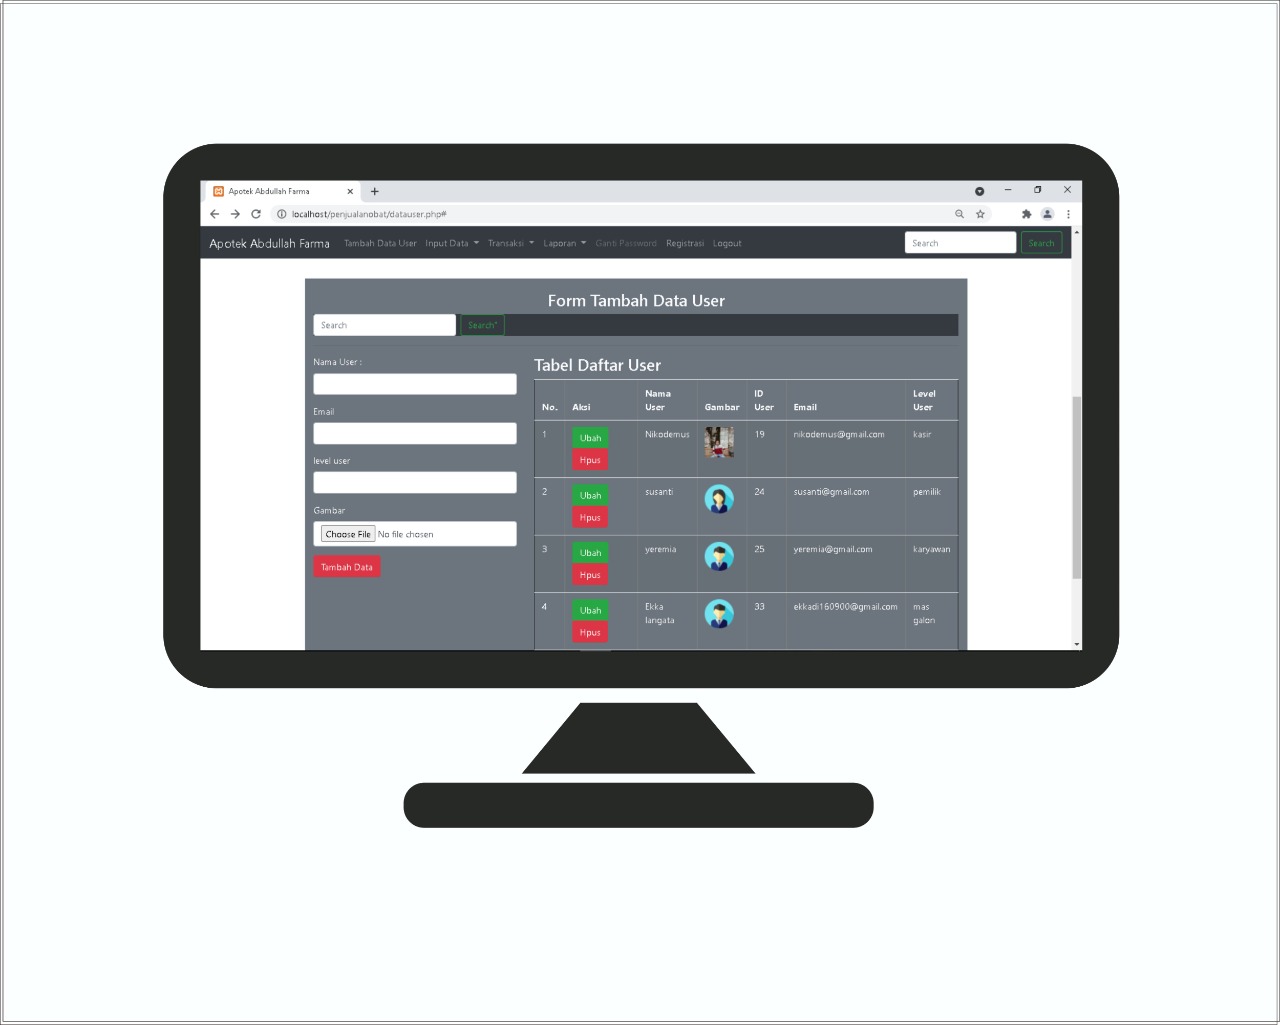 Apotek Abdullah Farma
localhost/penjualanobat/datauser.php#
Apotek Abdullah Farma Tambah Data User Input Data Transaksi Laporan Ganti Password Registrasi Logout Search Search
Form Tambah Data User
Search Search"
Nama User :
Email
level user
Gambar
Choose File No file chosen
Tambah Data
Tabel Daftar User
No. Aksi Nama User Gambar ID User Email Level User
1 Ubah Hpus Nikodemus 19 nikodemus@gmail.com kasir
2 Ubah Hpus susanti 24 susanti@gmail.com pemilik
3 Ubah Hpus yeremia 25 yeremia@gmail.com karyawan
4 Ubah Hpus Ekka langata 33 ekkadi160900@gmail.com mas galon